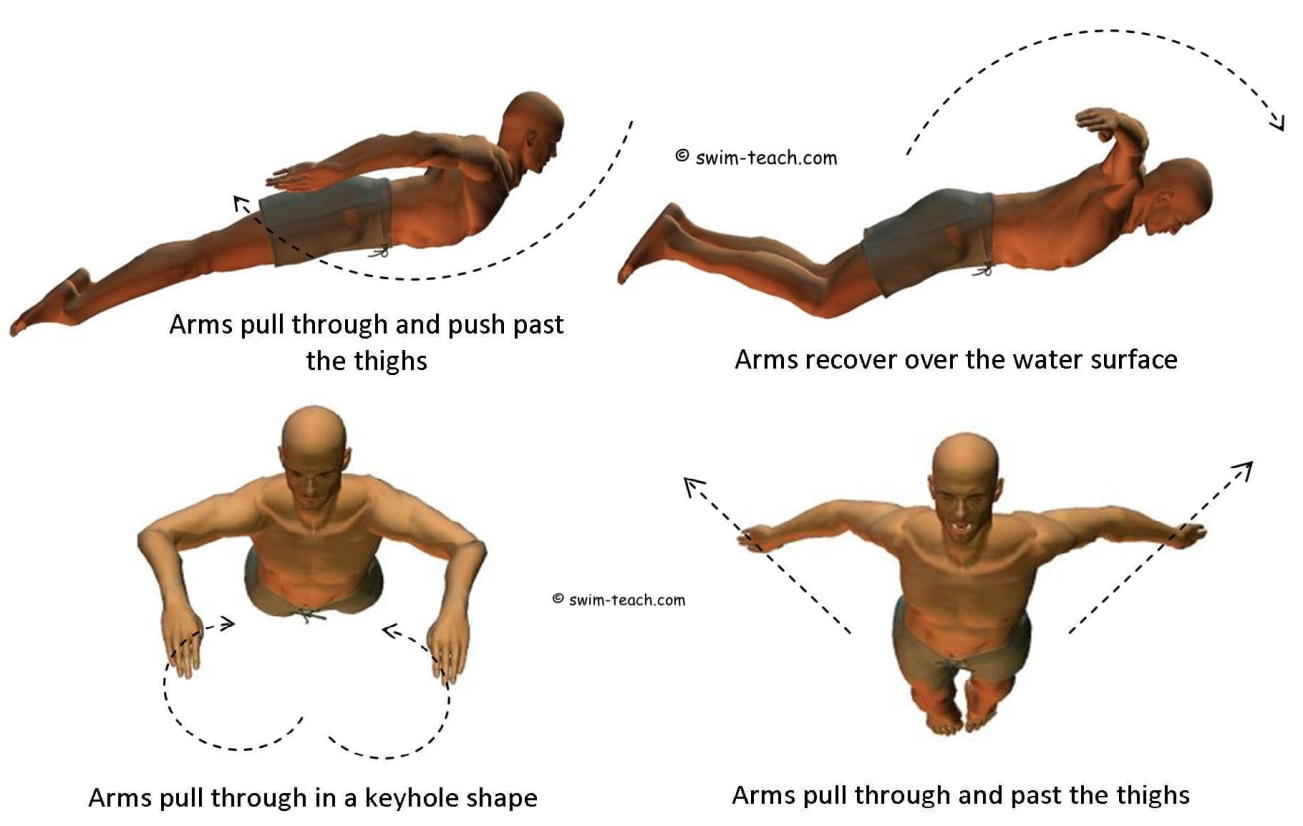 © swim-teach.com
Arms pull through and push past
the thighs
Arms recover over the water surface
© swim-teach.com
Arms pull through in a keyhole shape
Arms pull through and past the thighs